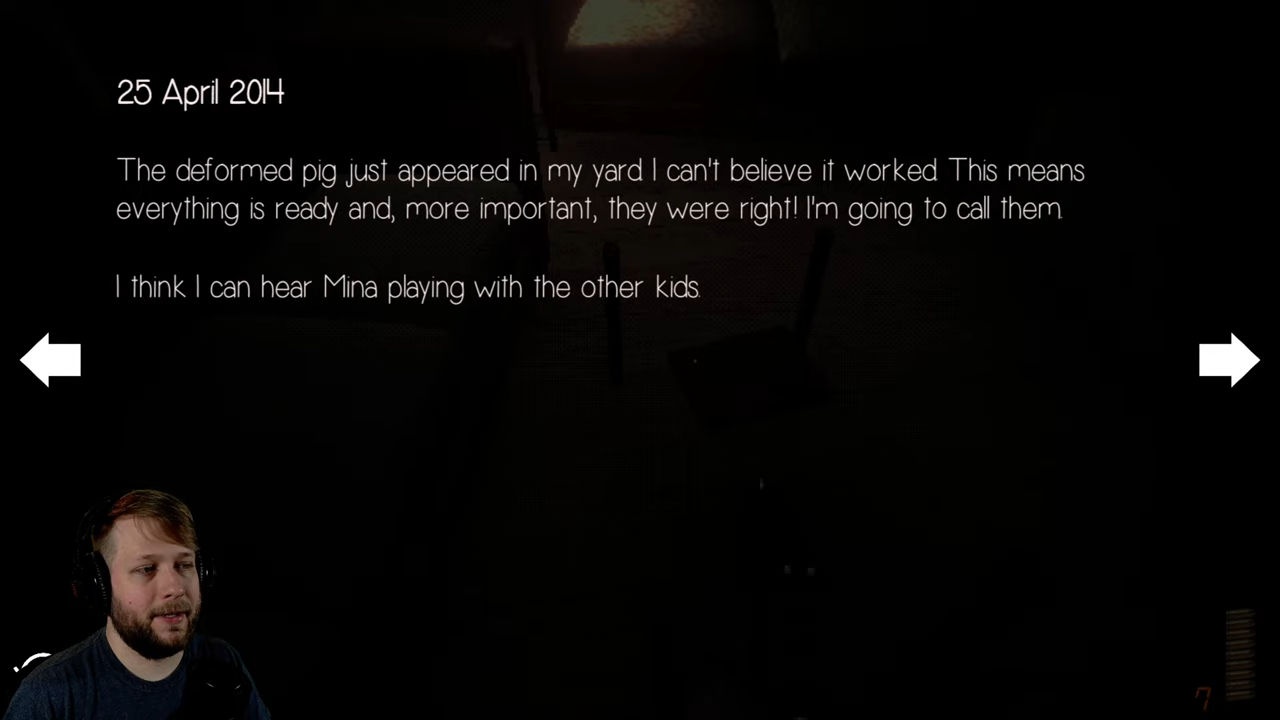 25 April 2014
The deformed pig just appeared in my yard I can't believe it worked. This means
everything is ready and, more important, they were right! I'm going to call them.
I think I can hear Mina playing with the other kids.
7